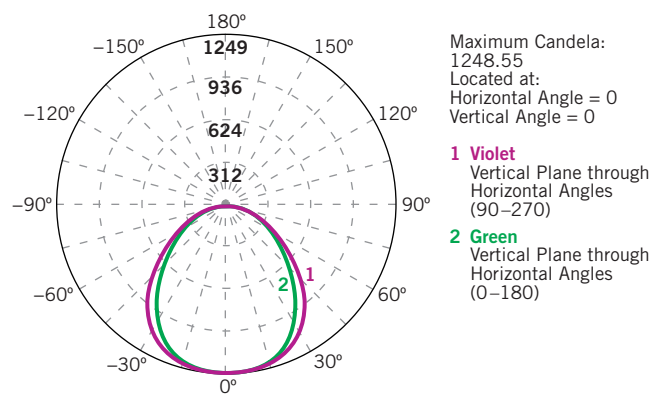 180º
–150º
150º
1249
936
–120º
120º
624
312
–90º
90º
2
1
–60º
60º
–30º
30º
0º
Maximum Candela:
1248.55
Located at:
Horizontal Angle = 0
Vertical Angle = 0
1 Violet
Vertical Plane through
Horizontal Angles
(90–270)
2 Green
Vertical Plane through
Horizontal Angles
(0–180)